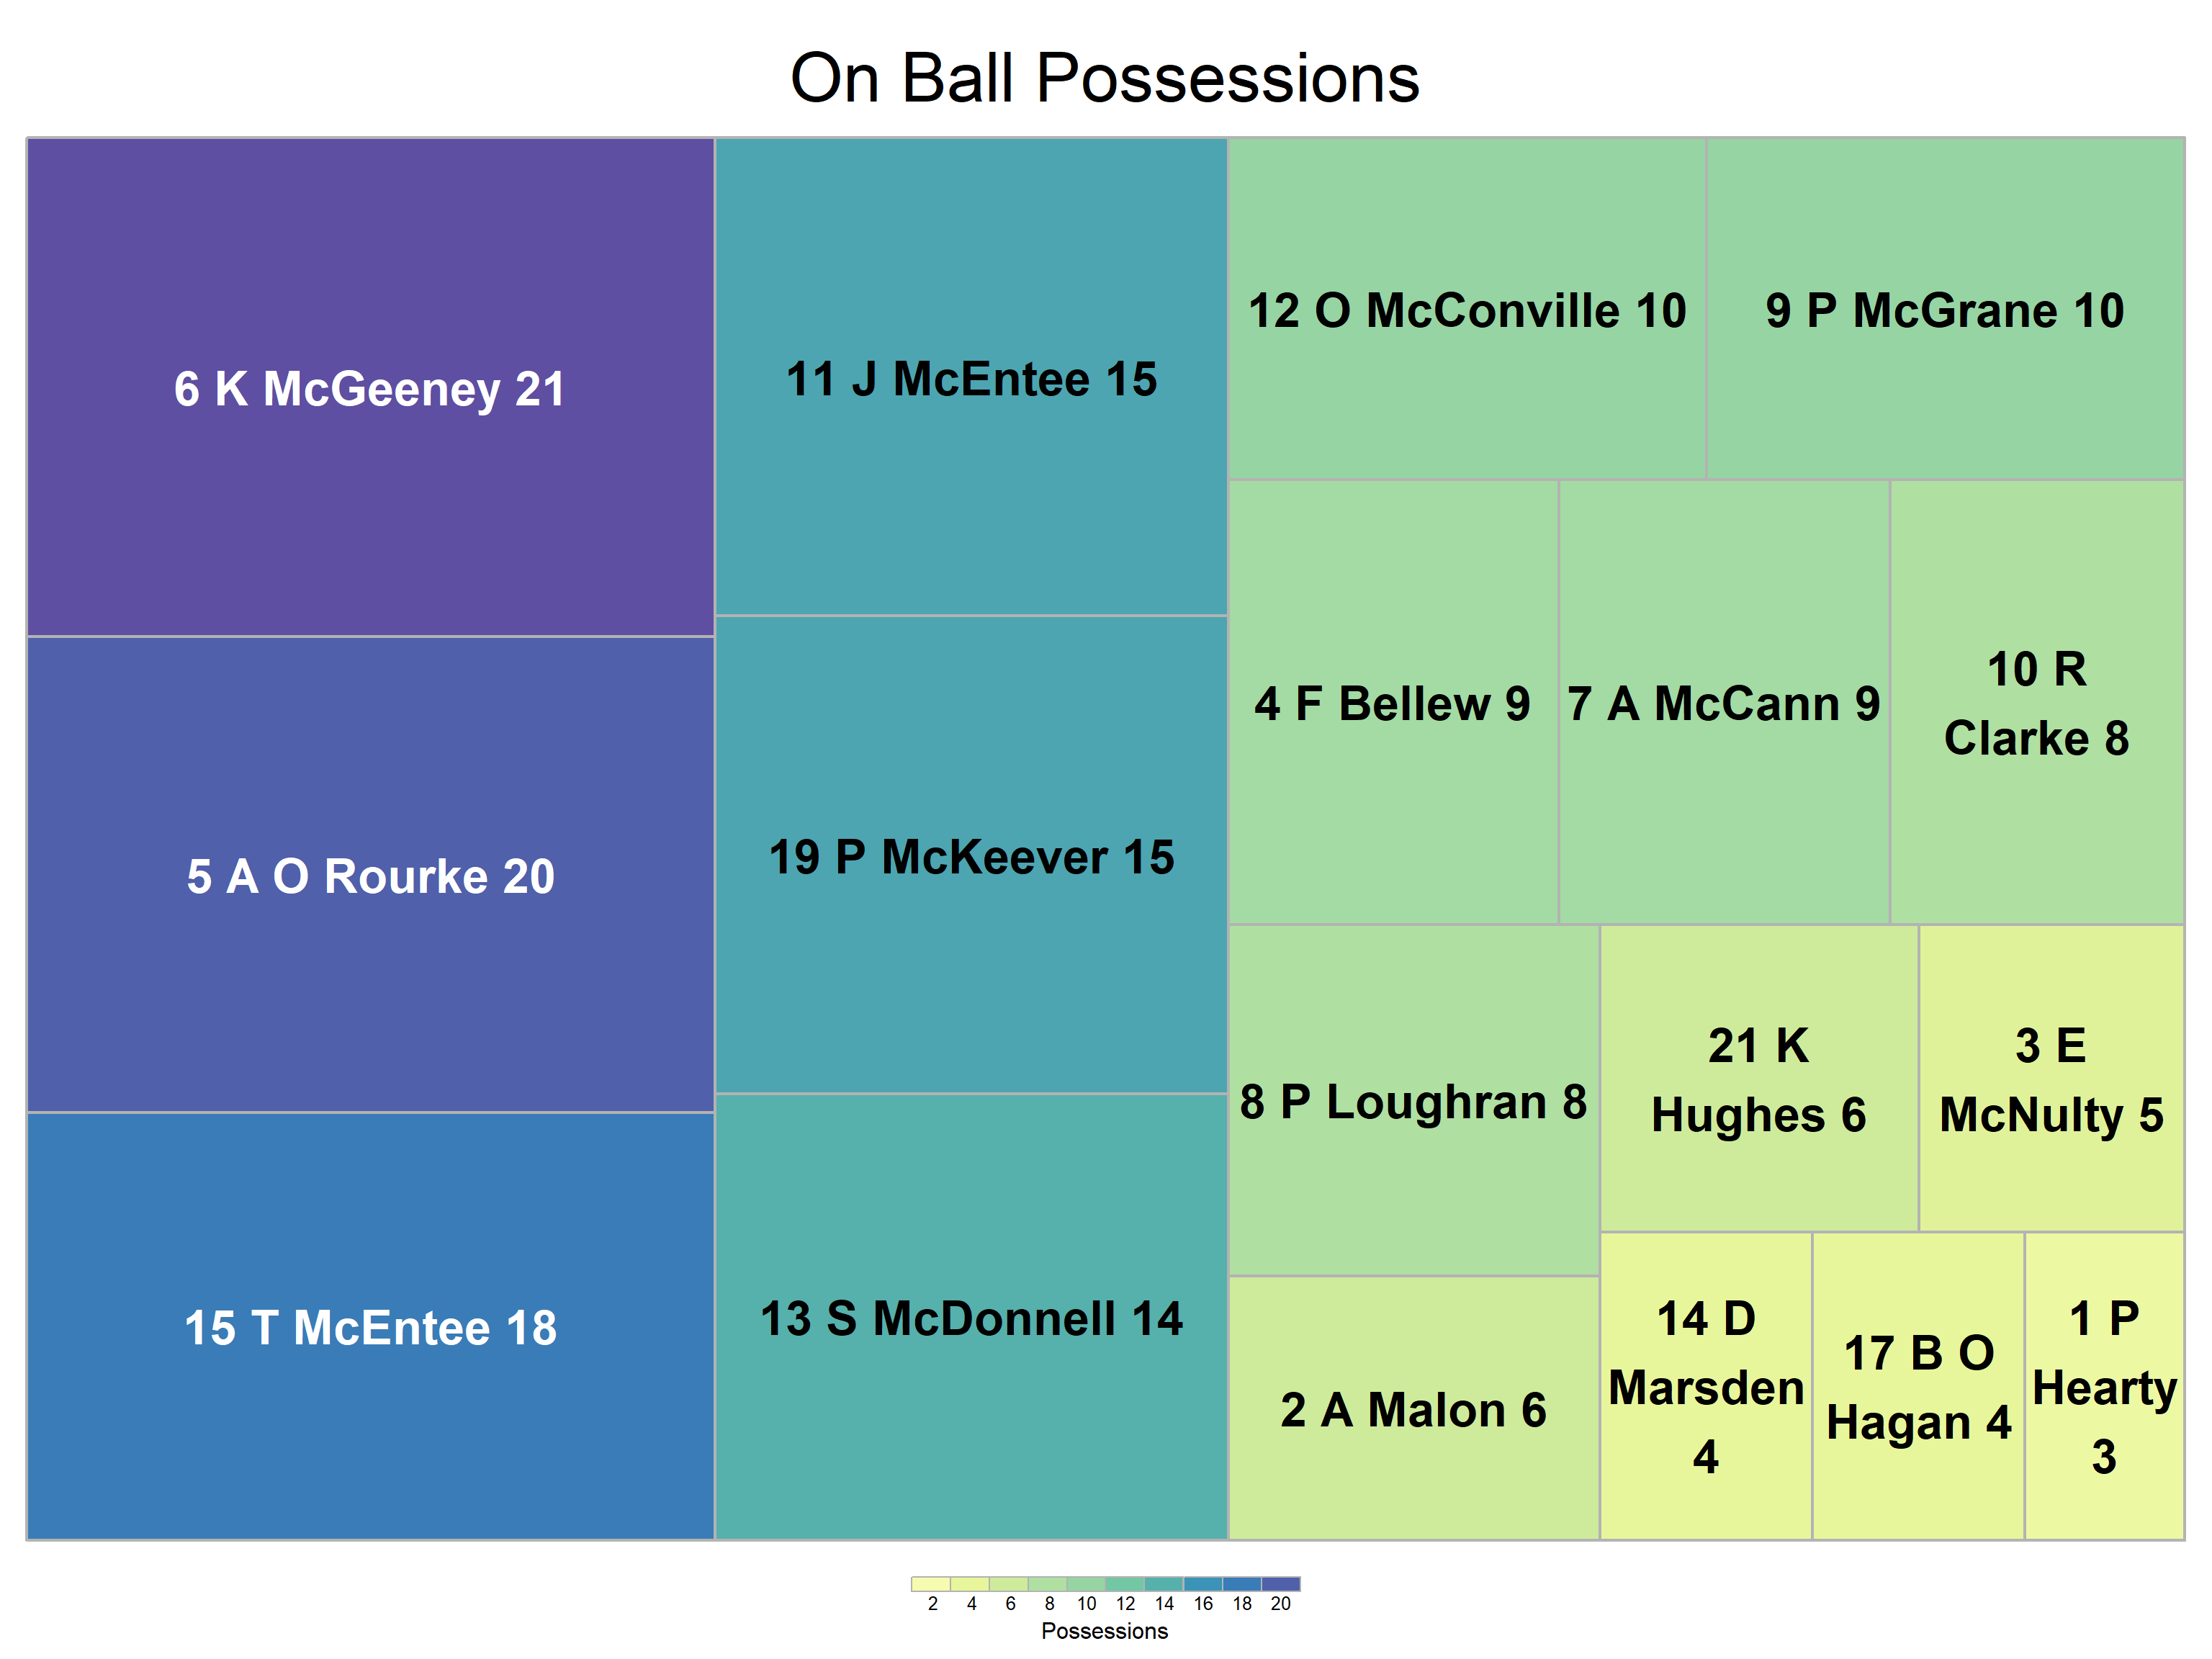 On Ball Possessions
6 K McGeeney 21
5 A O Rourke 20
15 T McEntee 18
11 J McEntee 15
19 P McKeever 15
13 S McDonnell 14
12 O McConville 10
9 P McGrane 10
4 F Bellew 9
7 A McCann 9
10 R
Clarke 8
8 P Loughran 8
2 A Malon 6
21 K
Hughes 6
3 E
McNulty 5
14 D
Marsden
4
17 B O
Hagan 4
1 P
Hearty
3
2 4 6 8 10 12 14 16 18 20
Possessions